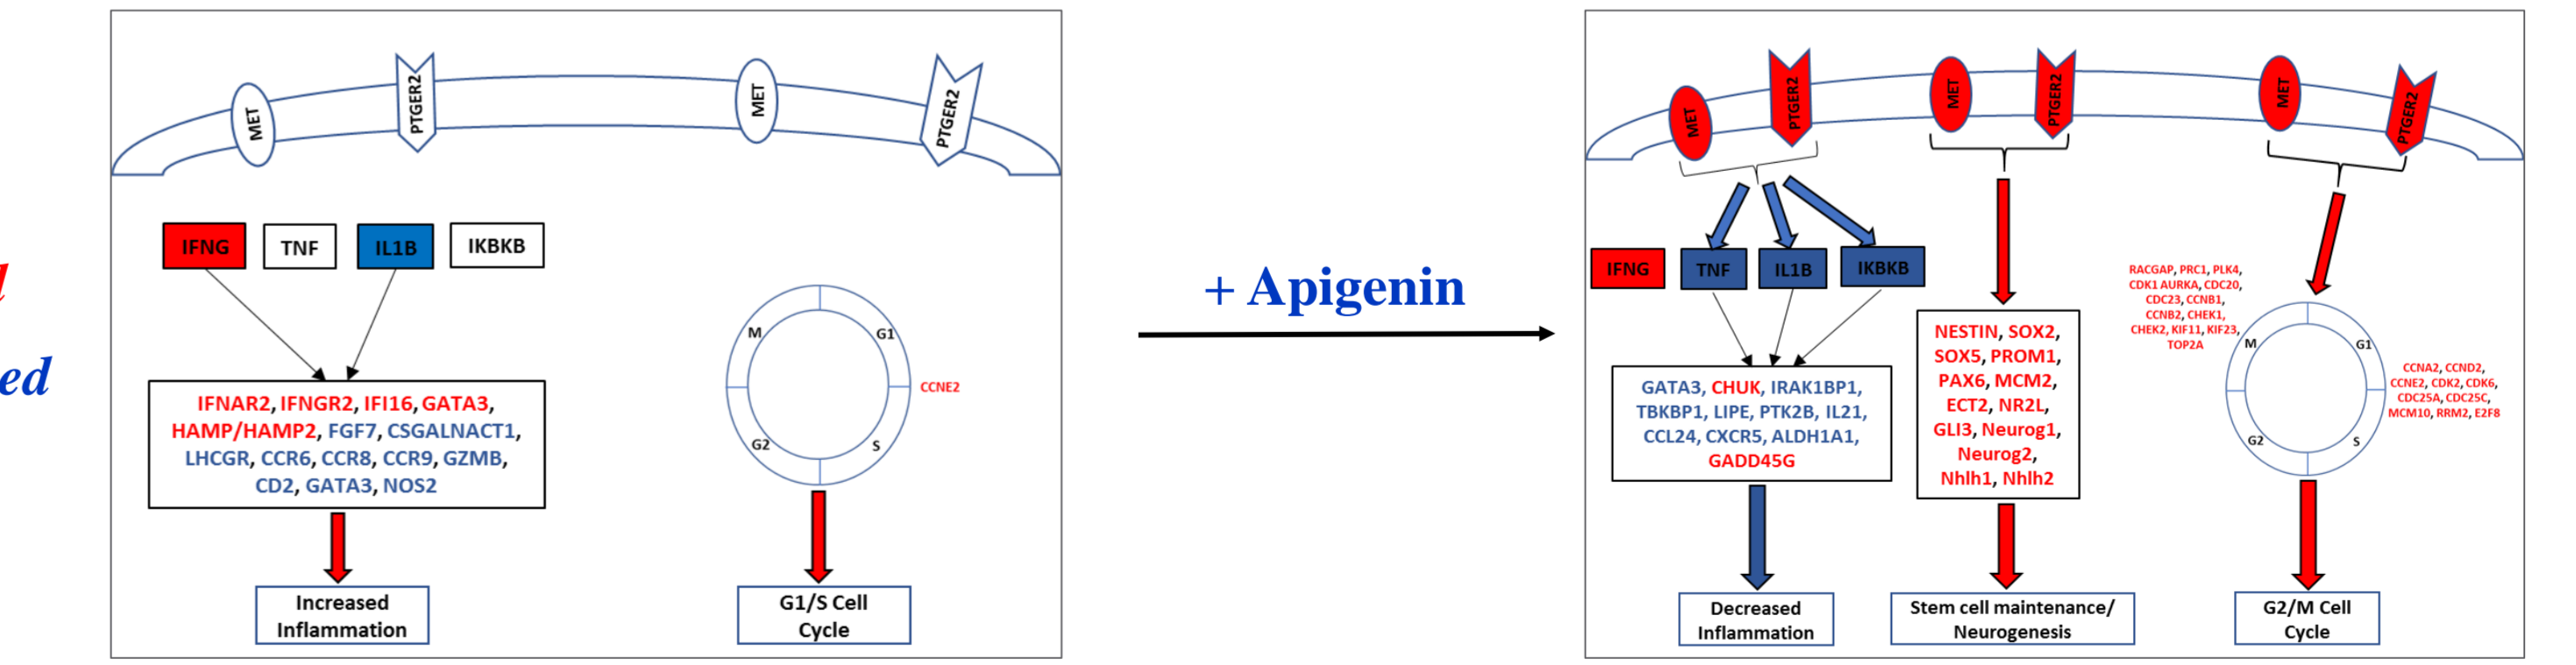 MET
PTGER2
MET
PTGER2
IFNG
TNF
IL1B
IKBKB
IFNAR2, IFNGR2, IFI16, GATA3,
HAMP/HAMP2, FGF7, CSGALNACT1,
LHCGR, CCR6, CCR8, CCR9, GZMB,
CD2, GATA3, NOS2
Increased
Inflammation
M
G1
G2
S
CCNE2
G1/S Cell
Cycle
ed
+ Apigenin
MET
PTGER2
MET
PTGER2
MET
PTGER2
IFNG
TNF
IL1B
IKBKB
GATA3, CHUK, IRAK1BP1,
TBKBP1, LIPE, PTK2B, IL21,
CCL24, CXCR5, ALDH1A1,
GADD45G
Decreased
Inflammation
NESTIN, SOX2,
SOX5, PROM1,
PAX6, MCM2,
ECT2, NR2L,
GLI3, Neurog1,
Neurog2,
Nhlh1, Nhlh2
Stem cell maintenance/
Neurogenesis
RACGAP, PRC1, PLK4,
CDK1 AURKA, CDC20,
CDC23, CCNB1,
CCNB2, CHEK1,
CHEK2, KIF11, KIF23,
TOP2A
M
G1
G2
S
CCNA2, CCND2,
CCNE2, CDK2, CDK6,
CDC25A, CDC25C,
MCM10, RRM2, E2F8
G2/M Cell
Cycle